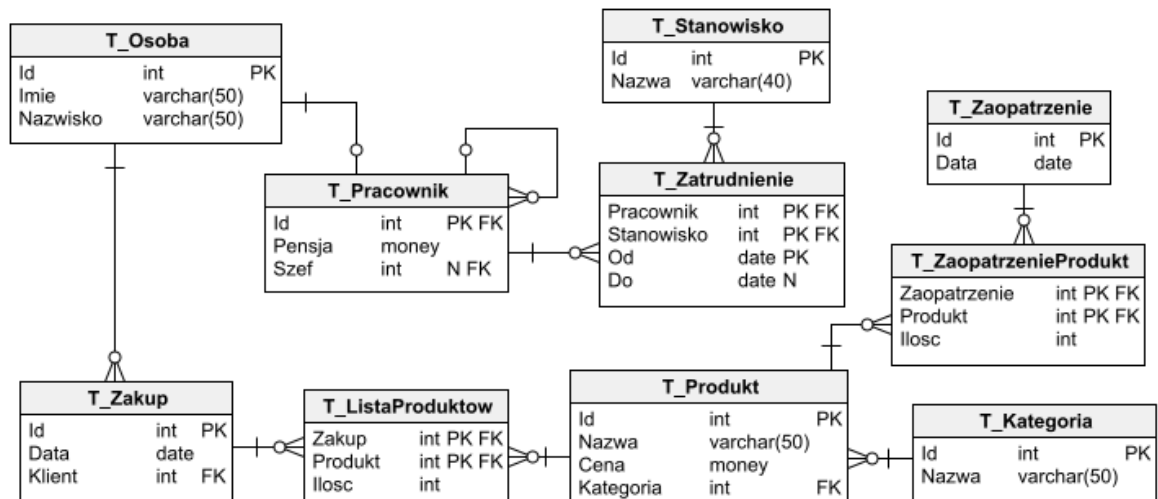 T_Osoba
Id int PK
Imie varchar(50)
Nazwisko varchar(50)
T_Stanowisko
Id int PK
Nazwa varchar(40)
T_Zaopatrzenie
Id int PK
Data date
T_Pracownik
Id int PK FK
Pensja money
Szef int N FK
T_Zatrudnienie
Pracownik int PK FK
Stanowisko int PK FK
Od date PK
Do date N
T_ZaopatrzenieProdukt
Zaopatrzenie int PK FK
Produkt int PK FK
Ilosc int
T_Zakup
Id int PK
Data date
Klient int FK
T_ListaProduktow
Zakup int PK FK
Produkt int PK FK
Ilosc int
T_Produkt
Id int PK
Nazwa varchar(50)
Cena money
Kategoria int FK
T_Kategoria
Id int PK
Nazwa varchar(50)